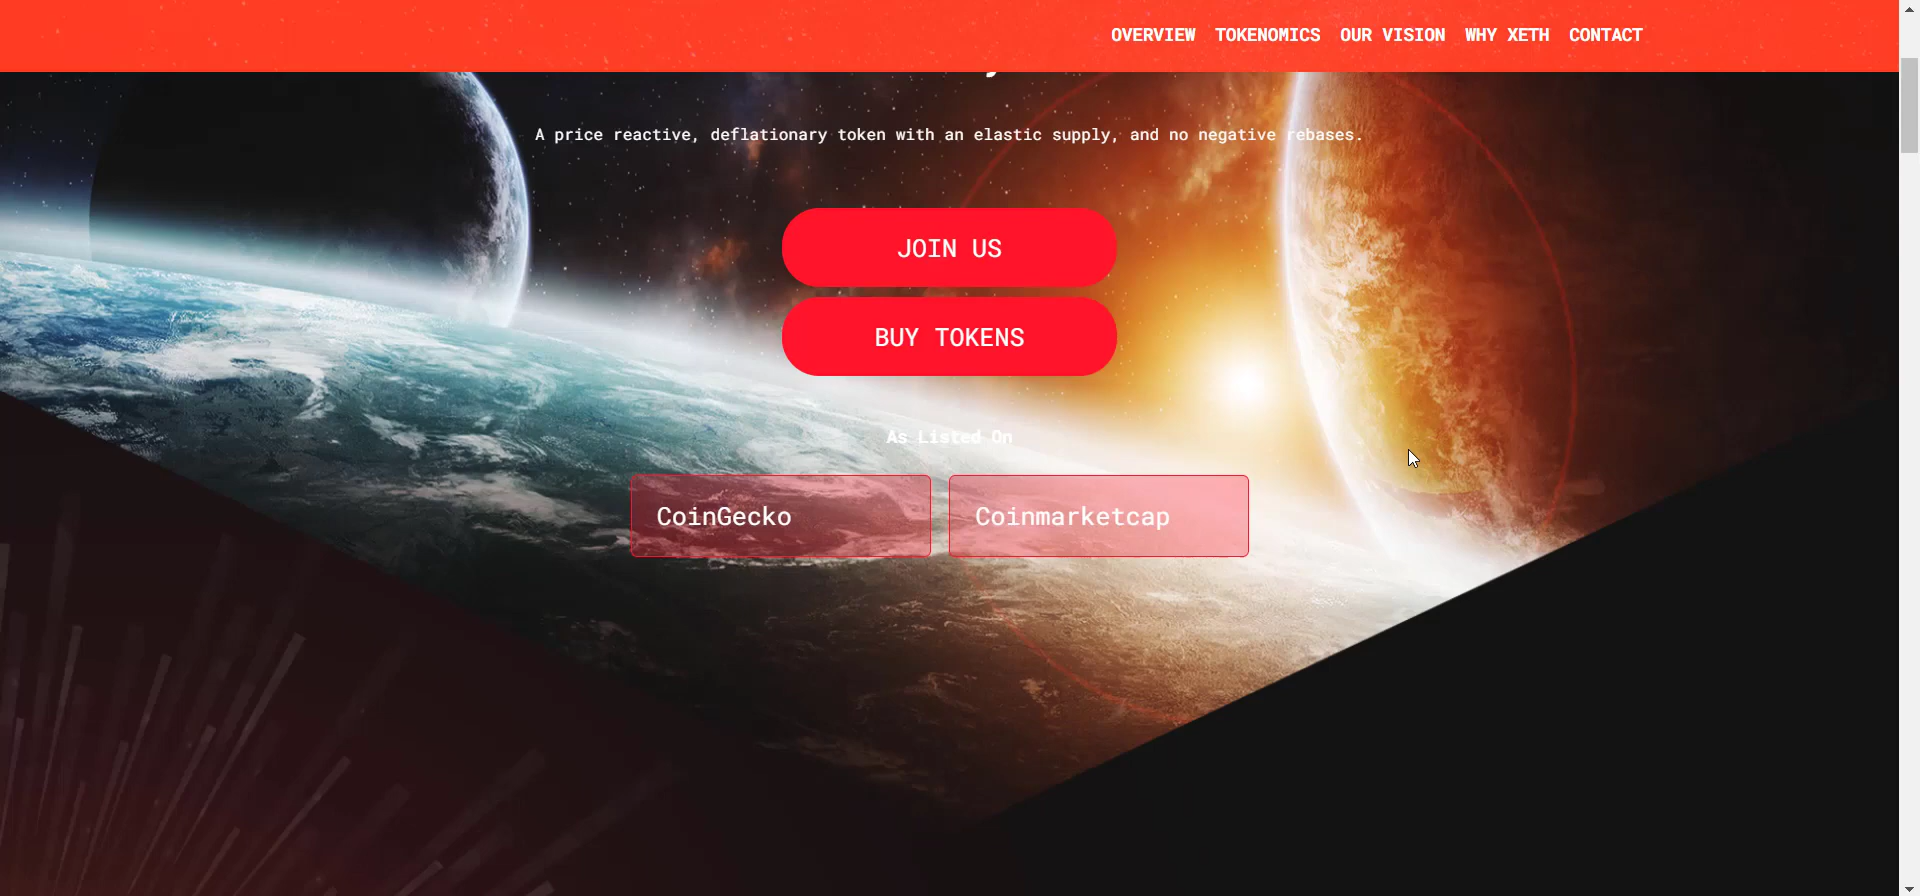 OVERVIEW TOKENOMICS OUR VISION WHY XETH CONTACT
A price reactive, deflationary token with an elastic supply, and no negative rebases.
JOIN US
BUY TOKENS
As Listed On
CoinGecko Coinmarketcap